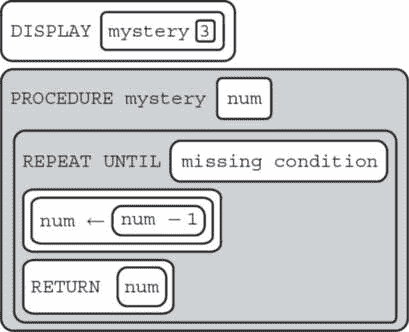 DISPLAY mystery 3
PROCEDURE mystery num
REPEAT UNTIL missing condition
num ← num - 1
RETURN num